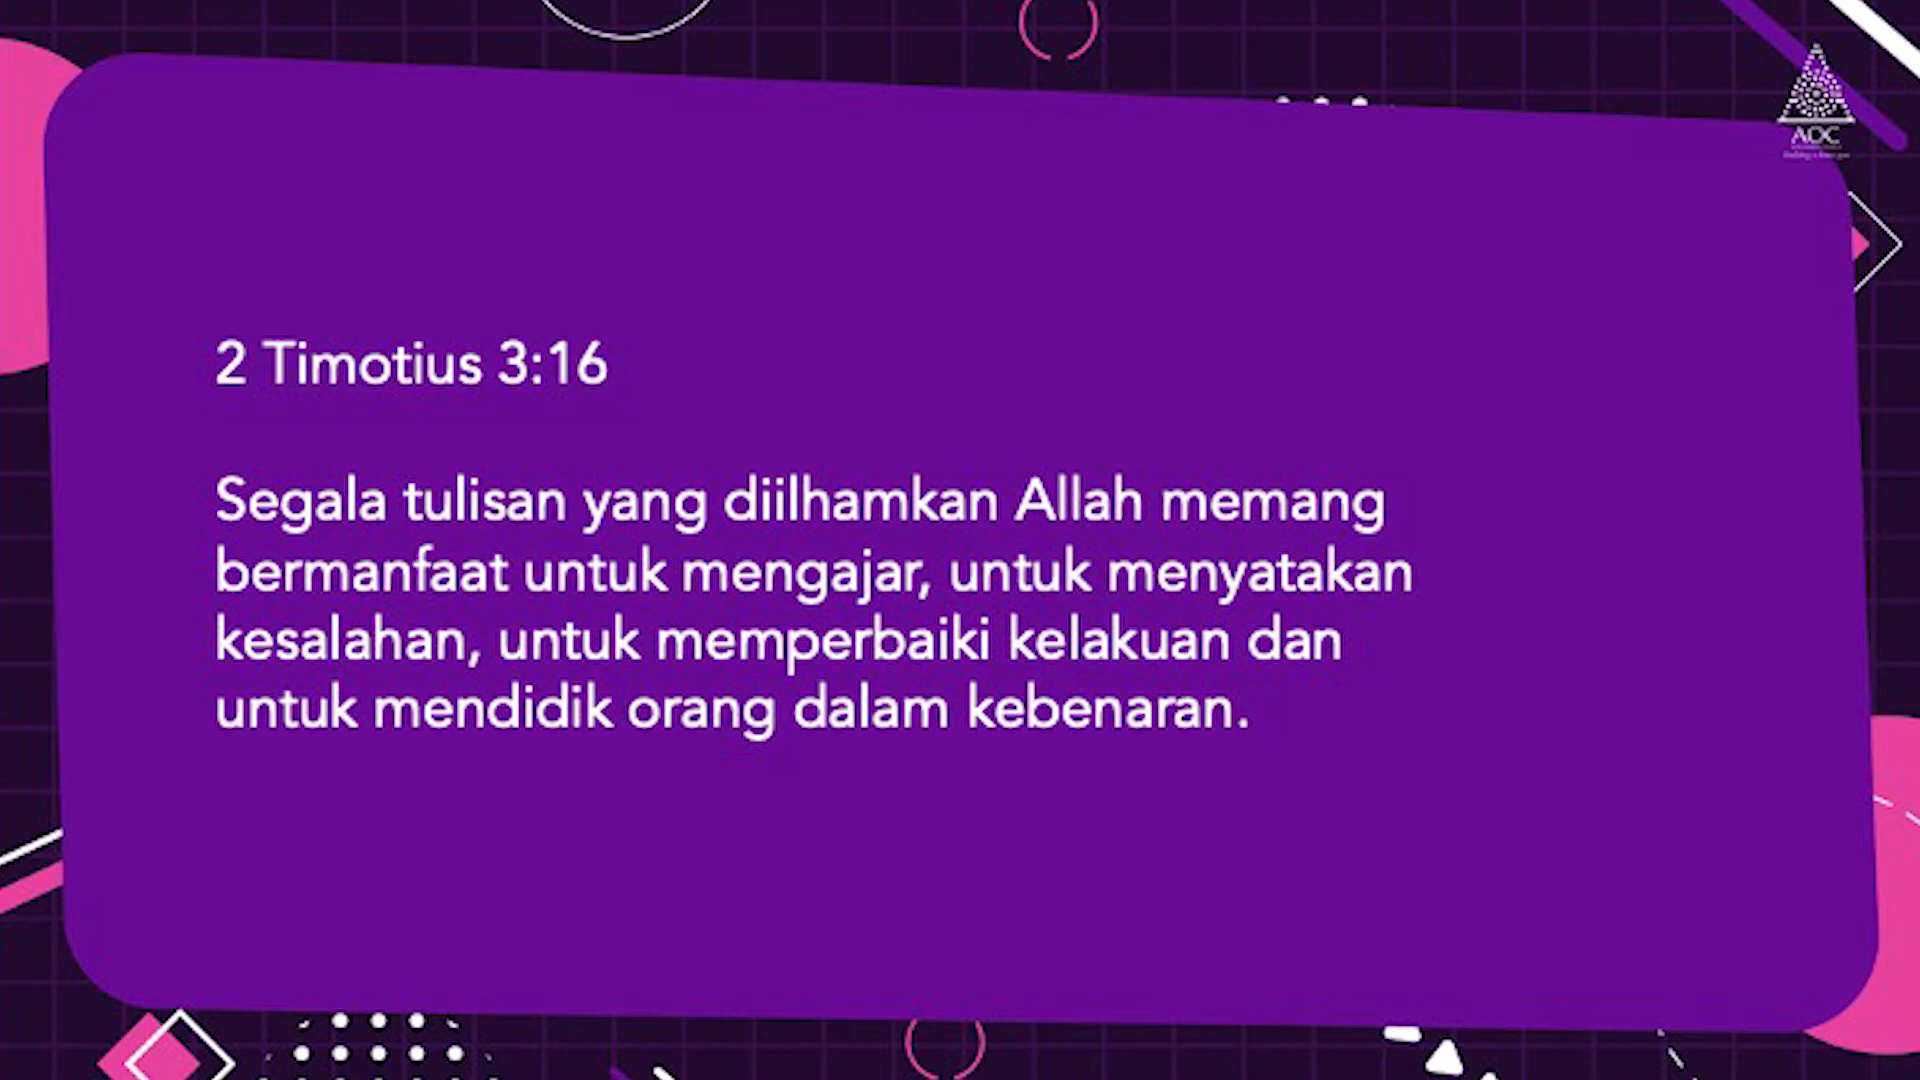 AOC
2 Timotius 3:16
Segala tulisan yang diilhamkan Allah memang
bermanfaat untuk mengajar, untuk menyatakan
kesalahan, untuk memperbaiki kelakuan dan
untuk mendidik orang dalam kebenaran.